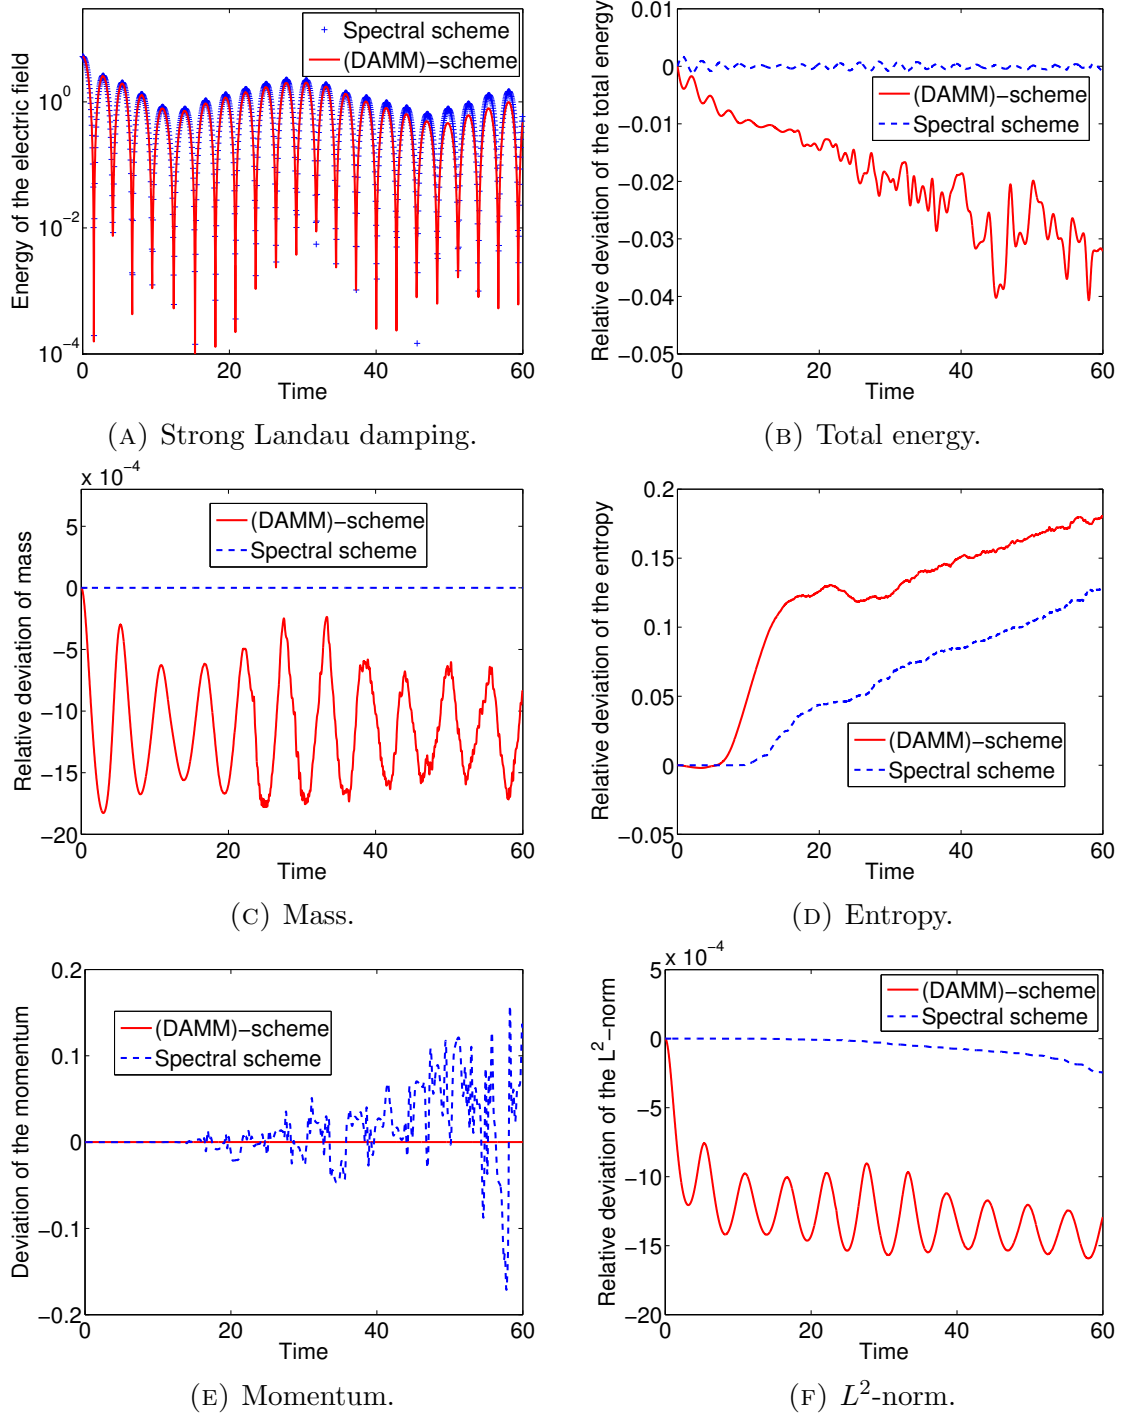 Spectral scheme
(DAMM)−scheme
Energy of the electric field
10^0
10^−2
10^−4
0 20 40 60
Time
(A) Strong Landau damping.
(DAMM)−scheme
Spectral scheme
Relative deviation of the total energy
0
−0.01
−0.02
−0.03
−0.04
−0.05
0 20 40 60
Time
(B) Total energy.
x 10^−4
(DAMM)−scheme
Spectral scheme
Relative deviation of mass
5
0
−5
−10
−15
−20
0 20 40 60
Time
(C) Mass.
(DAMM)−scheme
Spectral scheme
Relative deviation of the entropy
0.2
0.15
0.1
0.05
0
−0.05
0 20 40 60
Time
(D) Entropy.
(DAMM)−scheme
Spectral scheme
Deviation of the momentum
0.2
0.1
0
−0.1
−0.2
0 20 40 60
Time
(E) Momentum.
x 10^−4
(DAMM)−scheme
Spectral scheme
Relative deviation of the L²−norm
5
0
−5
−10
−15
−20
0 20 40 60
Time
(F) L²-norm.